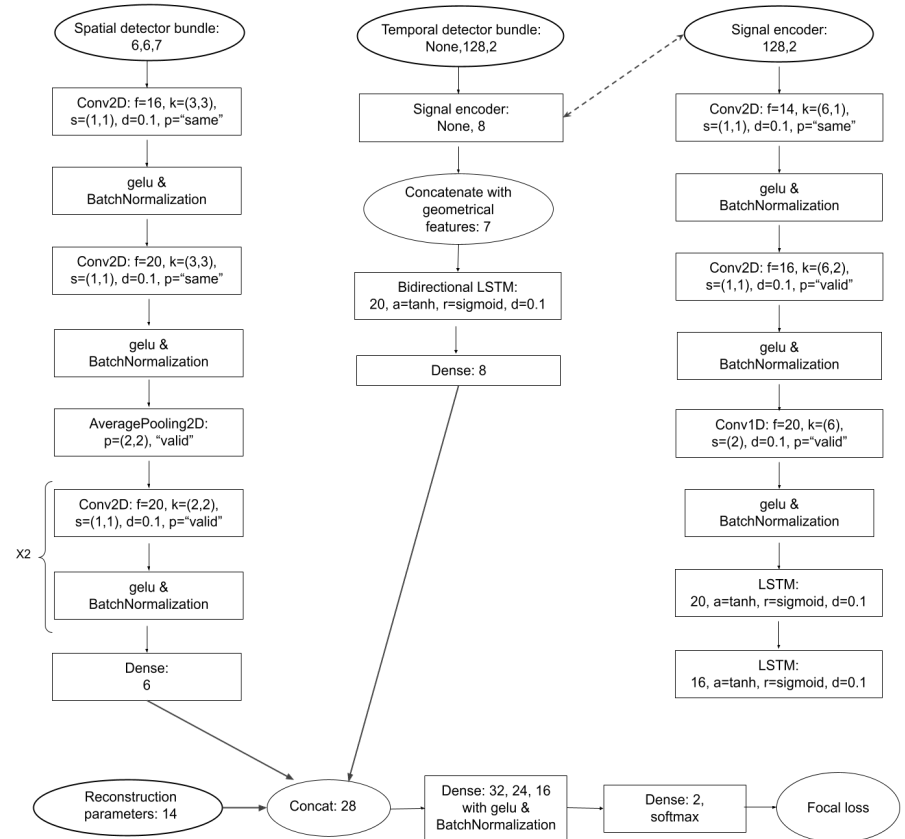 Spatial detector bundle:
6,6,7
Conv2D: f=16, k=(3,3),
s=(1,1), d=0.1, p=“same”
gelu &
BatchNormalization
Conv2D: f=20, k=(3,3),
s=(1,1), d=0.1, p=“same”
gelu &
BatchNormalization
AveragePooling2D:
p=(2,2), “valid”
X2
Conv2D: f=20, k=(2,2),
s=(1,1), d=0.1, p=“valid”
gelu &
BatchNormalization
Dense:
6
Temporal detector bundle:
None,128,2
Signal encoder:
None, 8
Concatenate with
geometrical
features: 7
Bidirectional LSTM:
20, a=tanh, r=sigmoid, d=0.1
Dense: 8
Signal encoder:
128,2
Conv2D: f=14, k=(6,1),
s=(1,1), d=0.1, p=“same”
gelu &
BatchNormalization
Conv2D: f=16, k=(6,2),
s=(1,1), d=0.1, p=“valid”
gelu &
BatchNormalization
Conv1D: f=20, k=(6),
s=(2), d=0.1, p=“valid”
gelu &
BatchNormalization
LSTM:
20, a=tanh, r=sigmoid, d=0.1
LSTM:
16, a=tanh, r=sigmoid, d=0.1
Reconstruction
parameters: 14
Concat: 28
Dense: 32, 24, 16
with gelu &
BatchNormalization
Dense: 2,
softmax
Focal loss